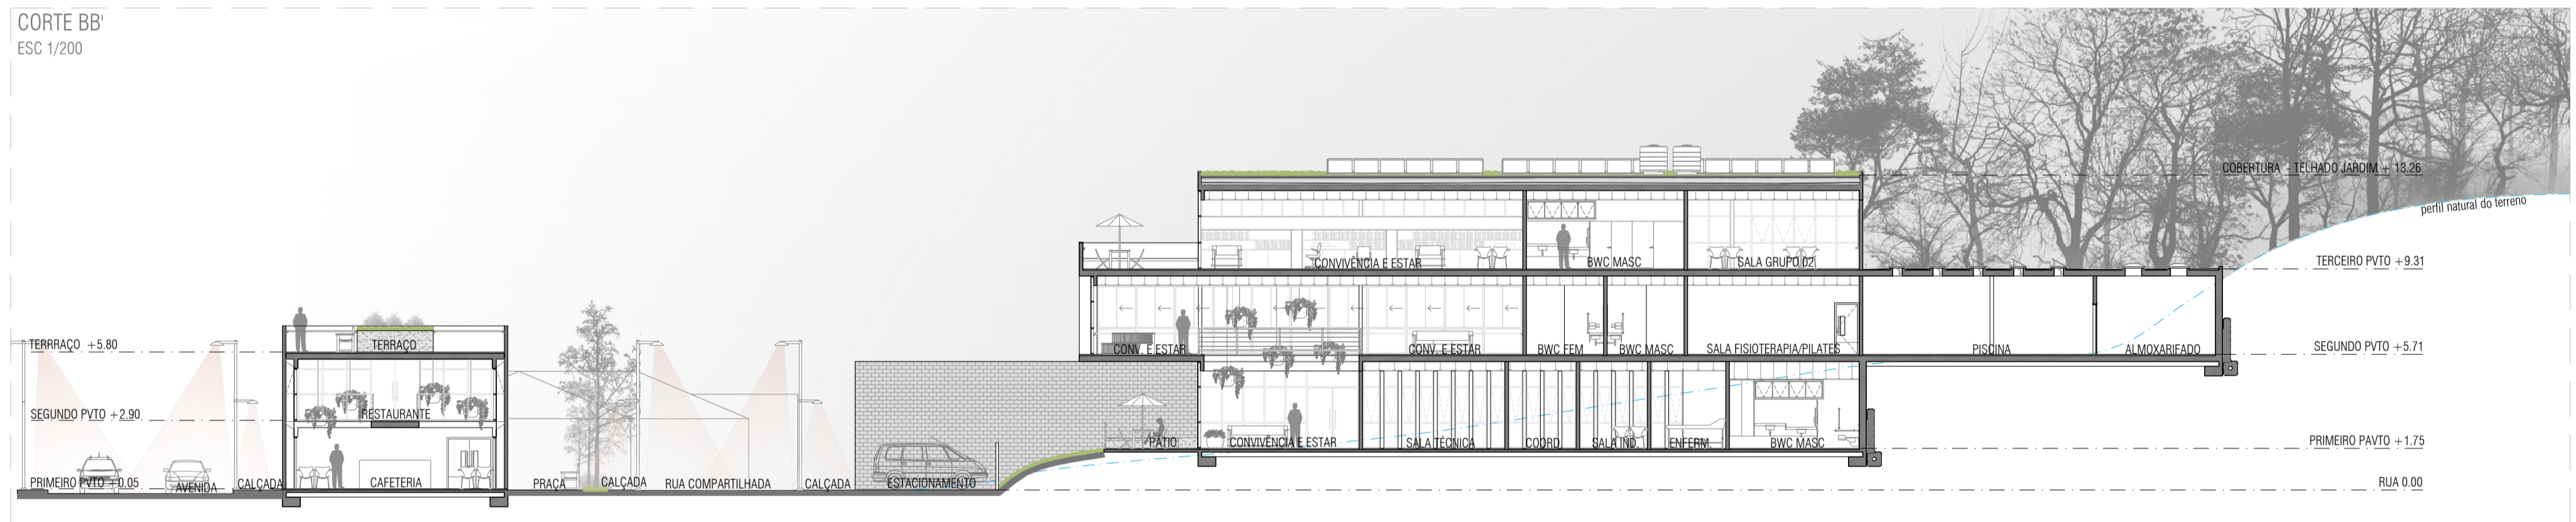 CORTE BB'
ESC 1/200
COBERTURA - TELHADO JARDIM + 13.26
perfil natural do terreno
CONVIVÊNCIA E ESTAR
BWC MASC
SALA GRUPO 02
TERCEIRO PVTO +9.31
TERRRAÇO +5.80
TERRAÇO
CONV. E ESTAR
CONV. E ESTAR
BWC FEM
BWC MASC
SALA FISIOTERAPIA/PILATES
PISCINA
ALMOXARIFADO
SEGUNDO PVTO +5.71
SEGUNDO PVTO +2.90
RESTAURANTE
PÁTIO
CONVIVÊNCIA E ESTAR
SALA TÉCNICA
COORD.
SALA IND.
ENFERM.
BWC MASC
PRIMEIRO PAVTO +1.75
PRIMEIRO PVTO +0.05
AVENIDA
CALÇADA
CAFETERIA
PRAÇA
CALÇADA
RUA COMPARTILHADA
CALÇADA
ESTACIONAMENTO
RUA 0.00